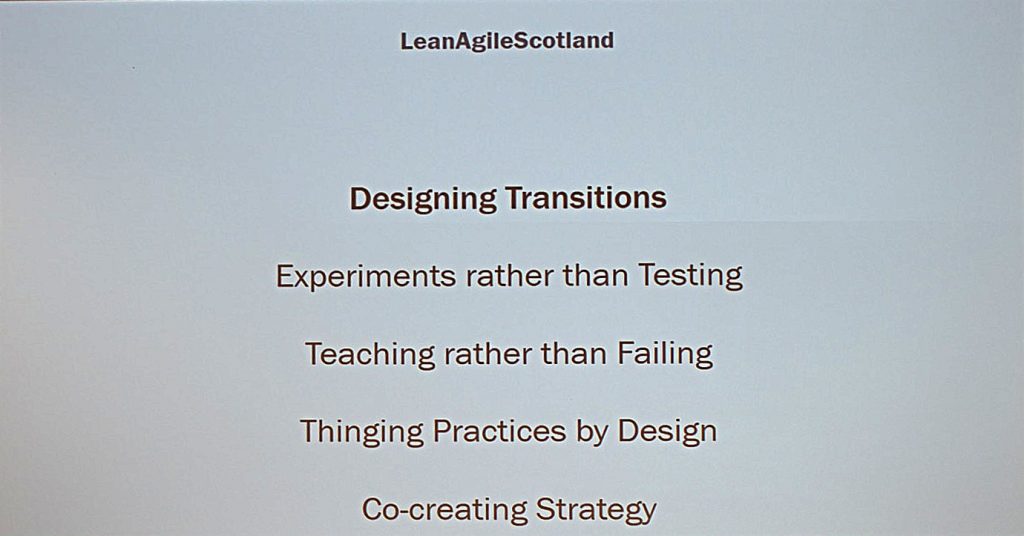 LeanAgileScotland
Designing Transitions
Experiments rather than Testing
Teaching rather than Failing
Thinging Practices by Design
Co-creating Strategy